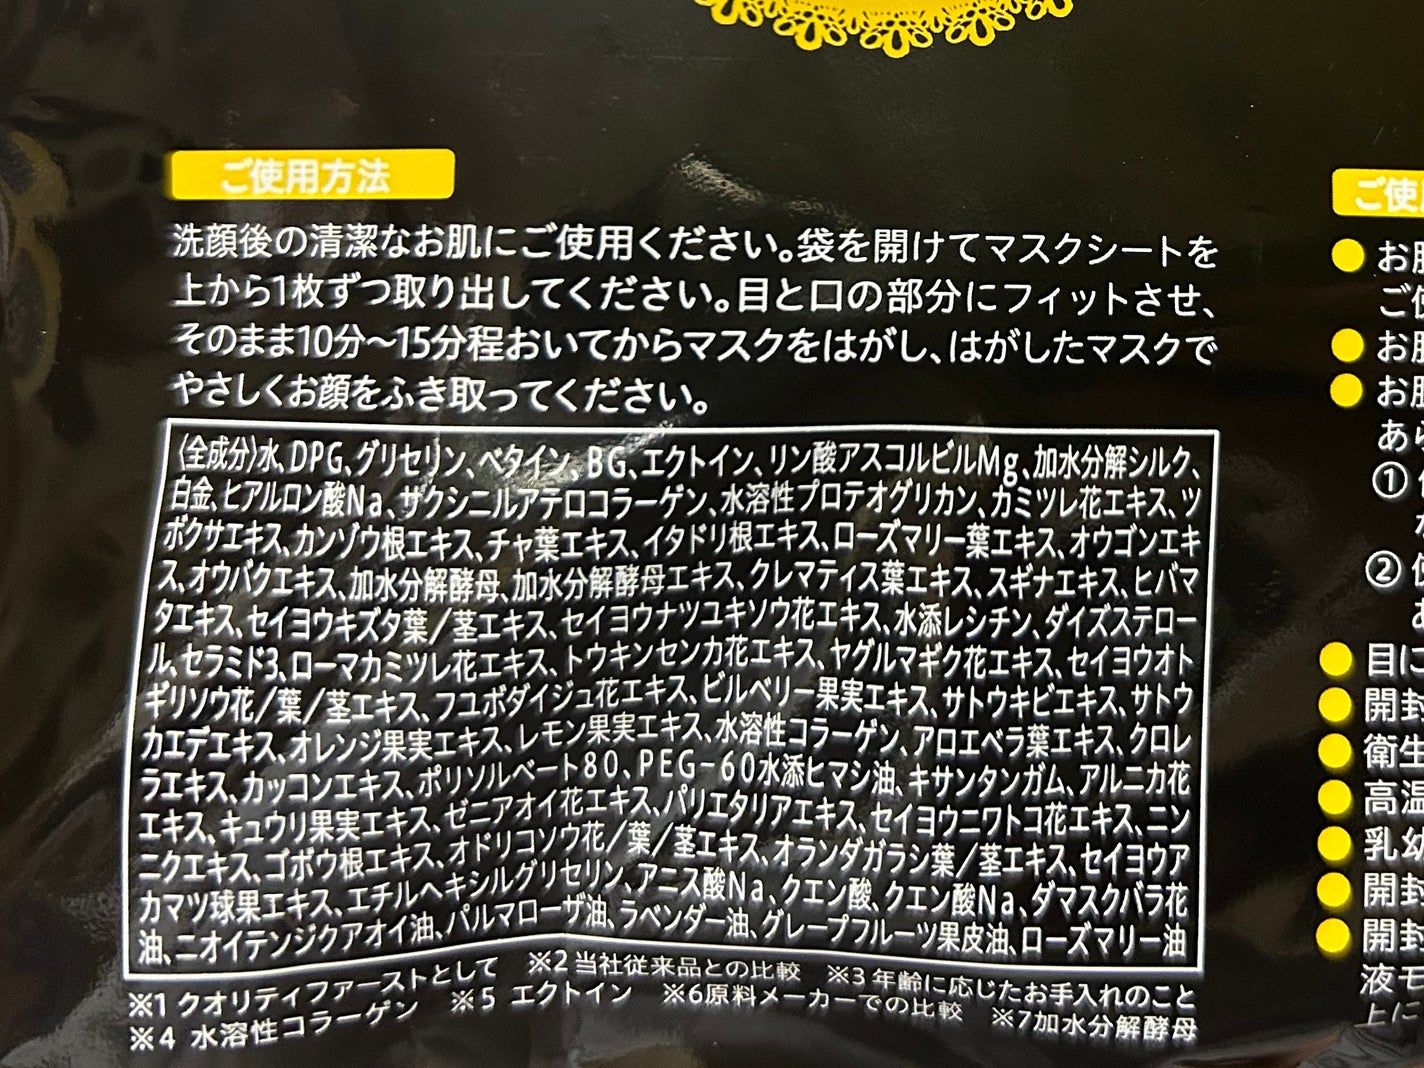 ご使用方法
洗顔後の清潔なお肌にご使用ください。袋を開けてマスクシートを
上から1枚ずつ取り出してください。目と口の部分にフィットさせ、
そのまま10分〜15分程おいてからマスクをはがし、はがしたマスクで
やさしくお顔をふき取ってください。
〈全成分〉水、DPG、グリセリン、ベタイン、BG、エクトイン、リン酸アスコルビルMg、加水分解シルク、
白金、ヒアルロン酸Na、サクシニルアテロコラーゲン、水溶性プロテオグリカン、カミツレ花エキス、ツ
ボクサエキス、カンゾウ根エキス、チャ葉エキス、イタドリ根エキス、ローズマリー葉エキス、オウゴンエキ
ス、オウバクエキス、加水分解酵母、加水分解酵母エキス、クレマティス葉エキス、スギナエキス、ヒバマ
タエキス、セイヨウキズタ葉/茎エキス、セイヨウナツユキソウ花エキス、水添レシチン、ダイズステロー
ル、セラミド3、ローマカミツレ花エキス、トウキンセンカ花エキス、ヤグルマギク花エキス、セイヨウオト
ギリソウ花/葉/茎エキス、フユボダイジュ花エキス、ビルベリー果実エキス、サトウキビエキス、サトウ
カエデエキス、オレンジ果実エキス、レモン果実エキス、水溶性コラーゲン、アロエベラ葉エキス、クロレ
ラエキス、カッコンエキス、ポリソルベート80、PEG-60水添ヒマシ油、キサンタンガム、アルニカ花
エキス、キュウリ果実エキス、ゼニアオイ花エキス、パリエタリアエキス、セイヨウニワトコ花エキス、ニン
ニクエキス、ゴボウ根エキス、オドリコソウ花/葉/茎エキス、オランダガラシ葉/茎エキス、セイヨウア
カマツ球果エキス、エチルヘキシルグリセリン、アニス酸Na、クエン酸、クエン酸Na、ダマスクバラ花
油、ニオイテンジクアオイ油、パルマローザ油、ラベンダー油、グレープフルーツ果皮油、ローズマリー油
※1 クオリティファーストとして ※2 当社従来品との比較 ※3 年齢に応じたお手入れのこと
※4 水溶性コラーゲン ※5 エクトイン ※6原料メーカーでの比較 ※7加水分解酵母
ご使
お肌
ご使
お肌
お肌
あら
①
②
目に
開封
衛生
高温
乳幼
開封
開封
液モ
上に